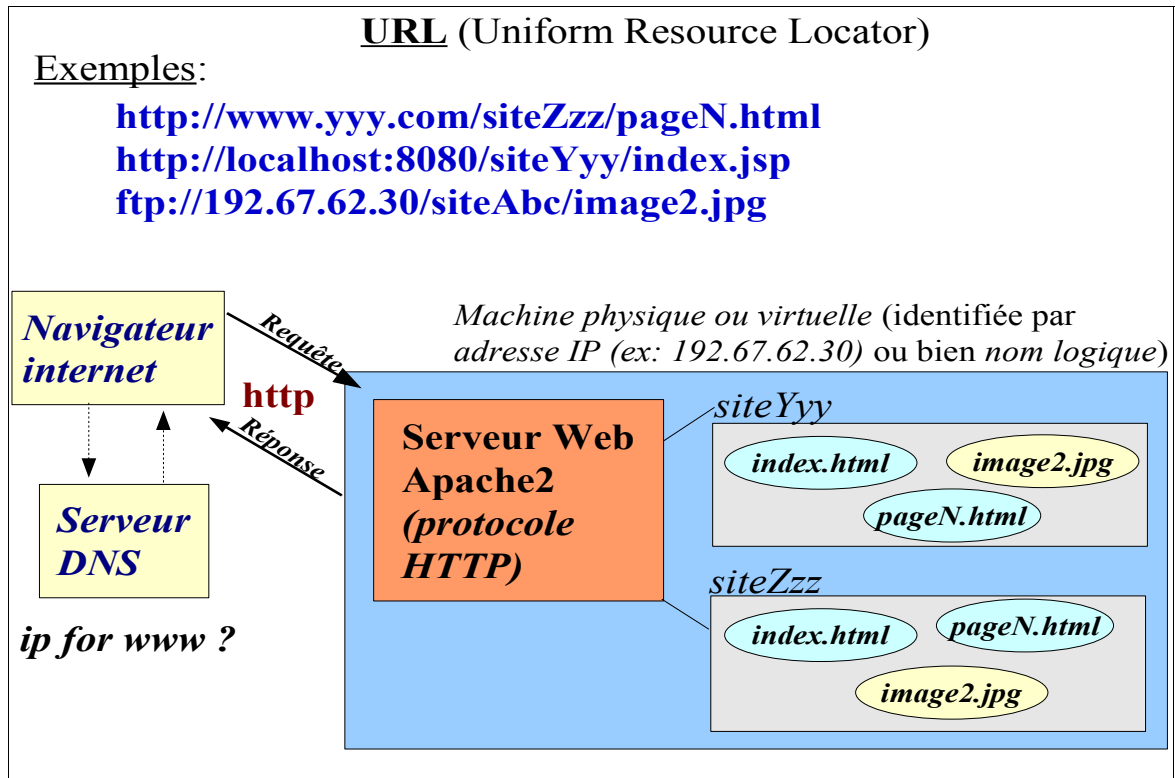 URL (Uniform Resource Locator)
Exemples:
http://www.yyy.com/siteZzz/pageN.html
http://localhost:8080/siteYyy/index.jsp
ftp://192.67.62.30/siteAbc/image2.jpg
Navigateur
internet
Requête
http
Réponse
Serveur
DNS
ip for www ?
Machine physique ou virtuelle (identifiée par
adresse IP (ex: 192.67.62.30) ou bien nom logique)
Serveur Web
Apache2
(protocole
HTTP)
siteYyy
index.html
image2.jpg
pageN.html
siteZzz
index.html
pageN.html
image2.jpg